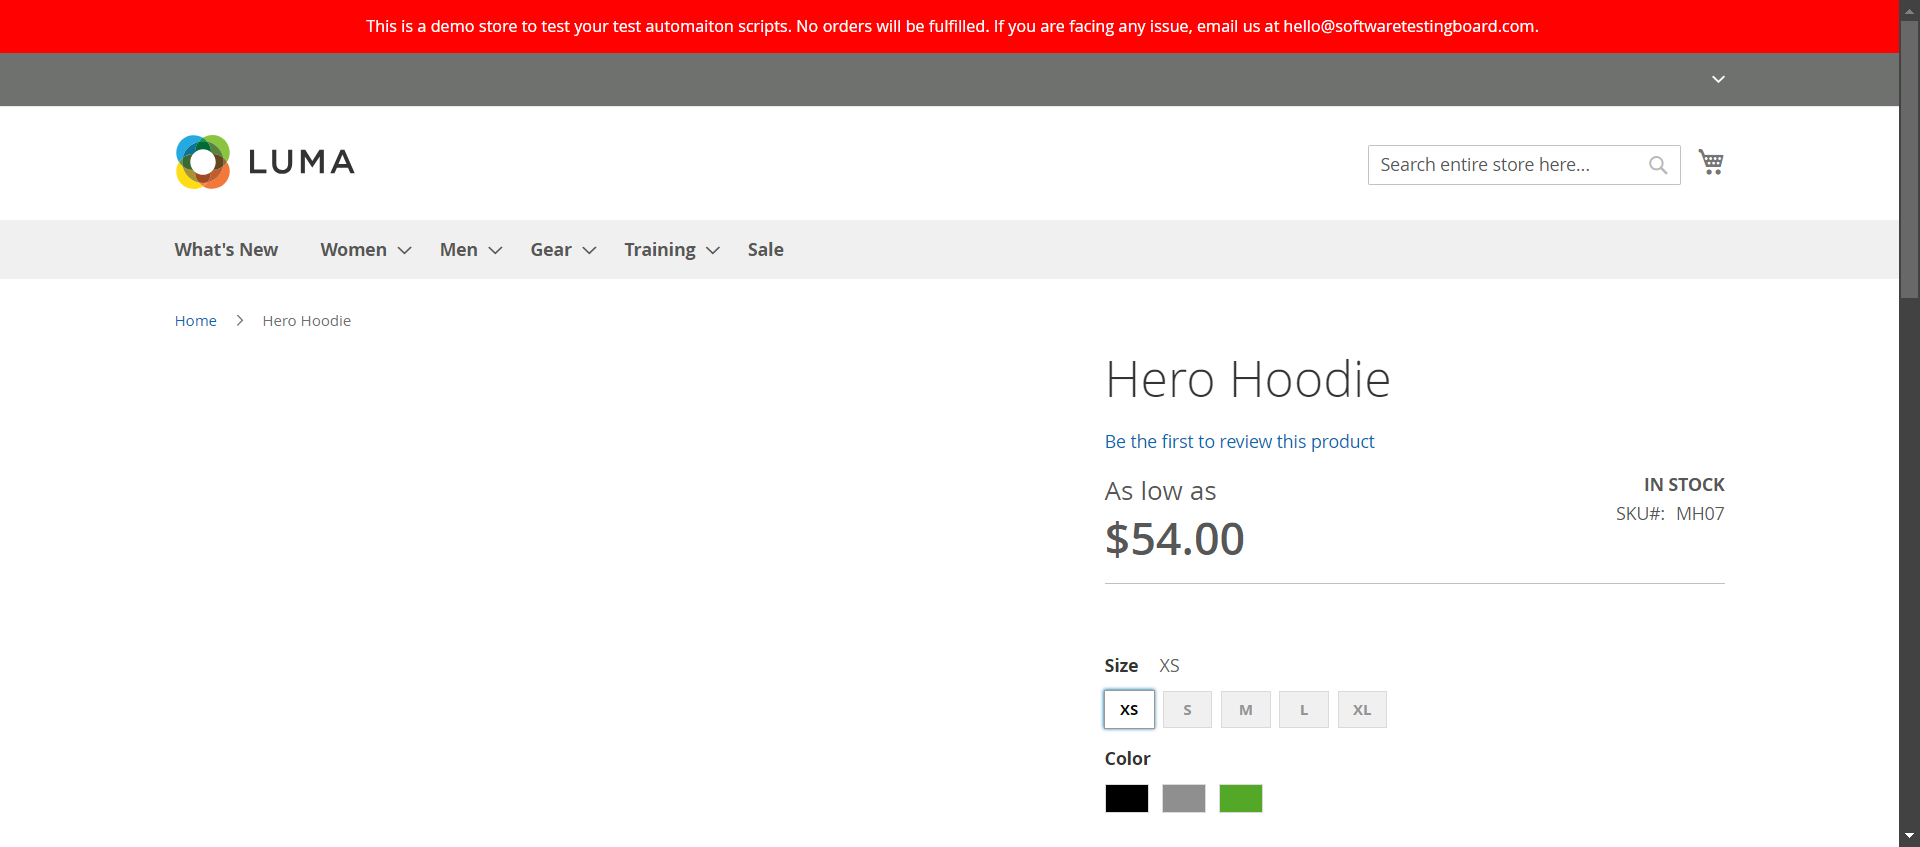 This is a demo store to test your test automaiton scripts. No orders will be fulfilled. If you are facing any issue, email us at hello@softwaretestingboard.com.
LUMA
Search entire store here...
What's New Women Men Gear Training Sale
Home Hero Hoodie
Hero Hoodie
Be the first to review this product
As low as
$54.00
IN STOCK
SKU#: MH07
Size XS
XS S M L XL
Color